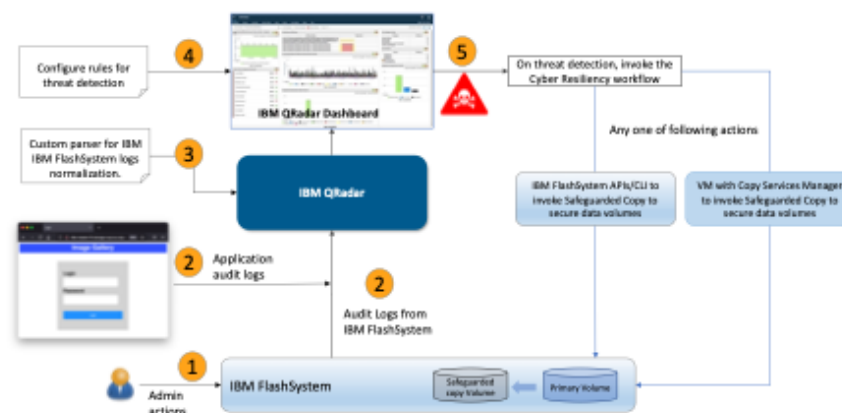 4
5
Configure rules for
threat detection
On threat detection, invoke the
Cyber Resiliency workflow
IBM QRadar Dashboard
Any one of following actions
Custom parser for IBM
IBM FlashSystem logs
normalization.
3
IBM QRadar
IBM FlashSystem APIs/CLI to
invoke Safeguarded Copy to
secure data volumes
VM with Copy Services Manager
to invoke Safeguarded Copy to
secure data volumes
Image Gallery
Login
Password
2
Application
audit logs
2
Audit Logs from
IBM FlashSystem
1
Admin
actions
IBM FlashSystem
Safeguarded
copy Volume
Primary Volume